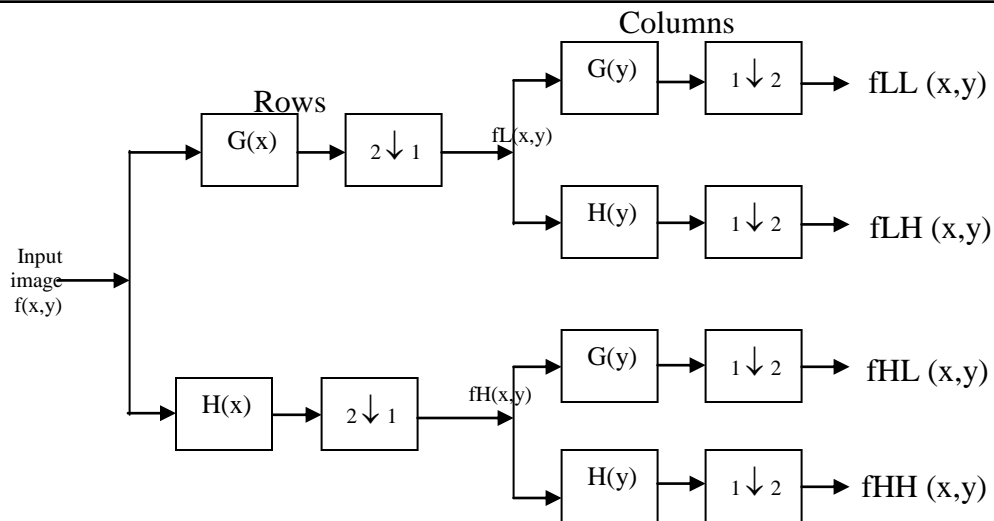 Columns
G(y)
1 ↓ 2
fLL (x,y)
Rows
G(x)
2 ↓ 1
fL(x,y)
H(y)
1 ↓ 2
fLH (x,y)
Input
image
f(x,y)
G(y)
1 ↓ 2
fHL (x,y)
H(x)
2 ↓ 1
fH(x,y)
H(y)
1 ↓ 2
fHH (x,y)